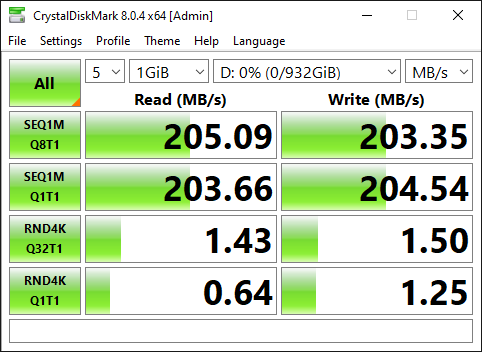 CrystalDiskMark 8.0.4 x64 [Admin]
File Settings Profile Theme Help Language
All 5 1GiB D: 0% (0/932GiB) MB/s
Read (MB/s) Write (MB/s)
SEQ1M
Q8T1 205.09 203.35
SEQ1M
Q1T1 203.66 204.54
RND4K
Q32T1 1.43 1.50
RND4K
Q1T1 0.64 1.25